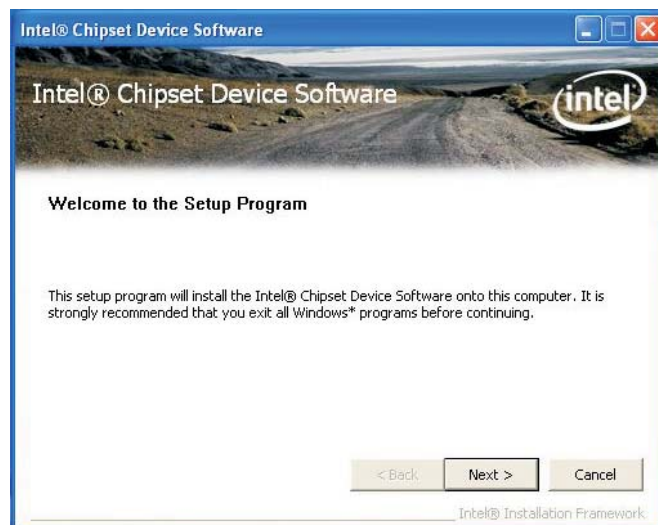 Intel® Chipset Device Software
Intel® Chipset Device Software
intel
Welcome to the Setup Program
This setup program will install the Intel® Chipset Device Software onto this computer. It is
strongly recommended that you exit all Windows* programs before continuing.
< Back Next > Cancel
Intel® Installation Framework